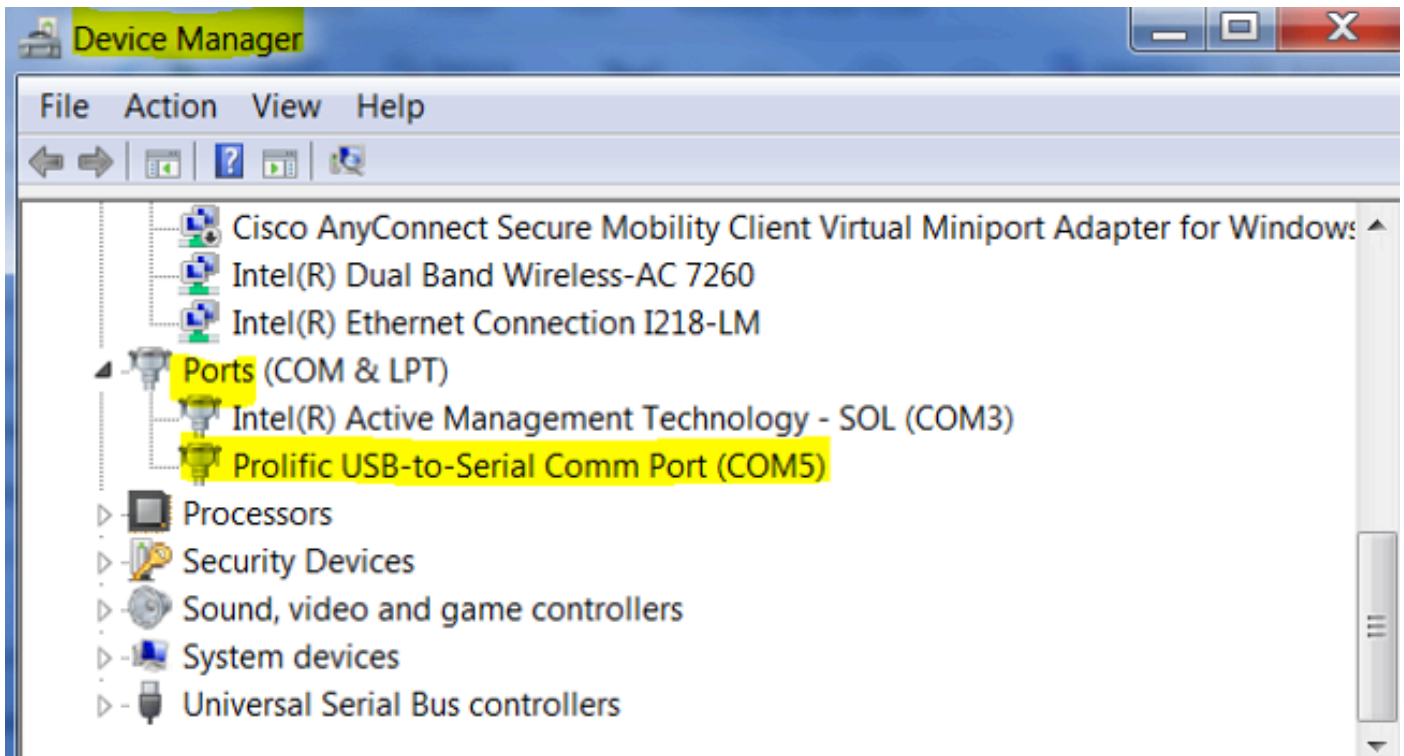 Device Manager
File Action View Help
Cisco AnyConnect Secure Mobility Client Virtual Miniport Adapter for Windows
Intel(R) Dual Band Wireless-AC 7260
Intel(R) Ethernet Connection I218-LM
Ports (COM & LPT)
Intel(R) Active Management Technology - SOL (COM3)
Prolific USB-to-Serial Comm Port (COM5)
Processors
Security Devices
Sound, video and game controllers
System devices
Universal Serial Bus controllers